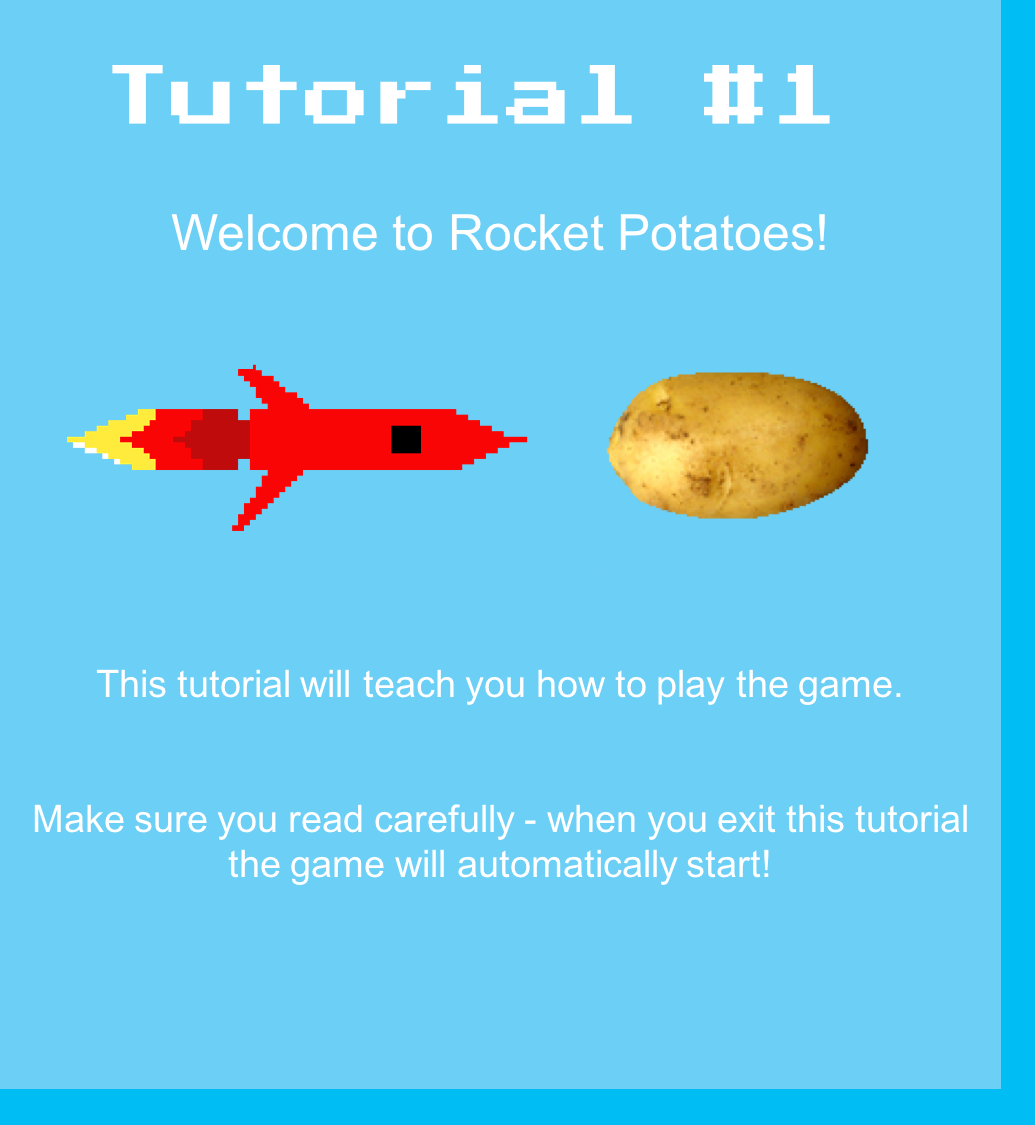 Tutorial #1
Welcome to Rocket Potatoes!
This tutorial will teach you how to play the game.
Make sure you read carefully - when you exit this tutorial
the game will automatically start!